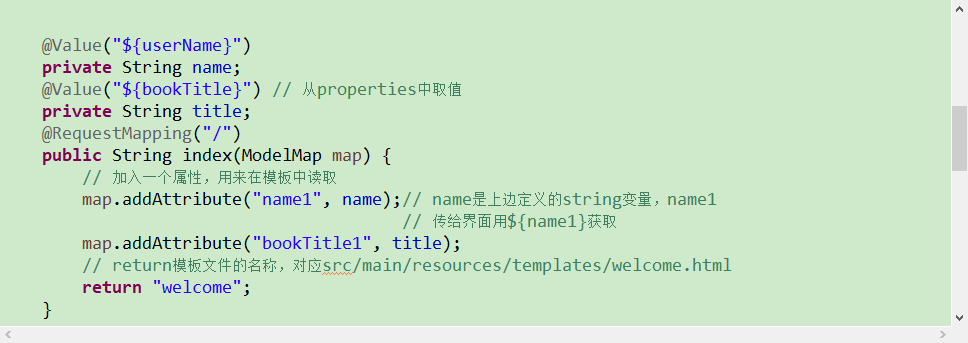 @Value("${userName}")
private String name;
@Value("${bookTitle}") // 从properties中取值
private String title;
@RequestMapping("/")
public String index(ModelMap map) {
// 加入一个属性，用来在模板中读取
map.addAttribute("name1", name);// name是上边定义的string变量，name1
// 传给界面用${name1}获取
map.addAttribute("bookTitle1", title);
// return模板文件的名称，对应src/main/resources/templates/welcome.html
return "welcome";
}